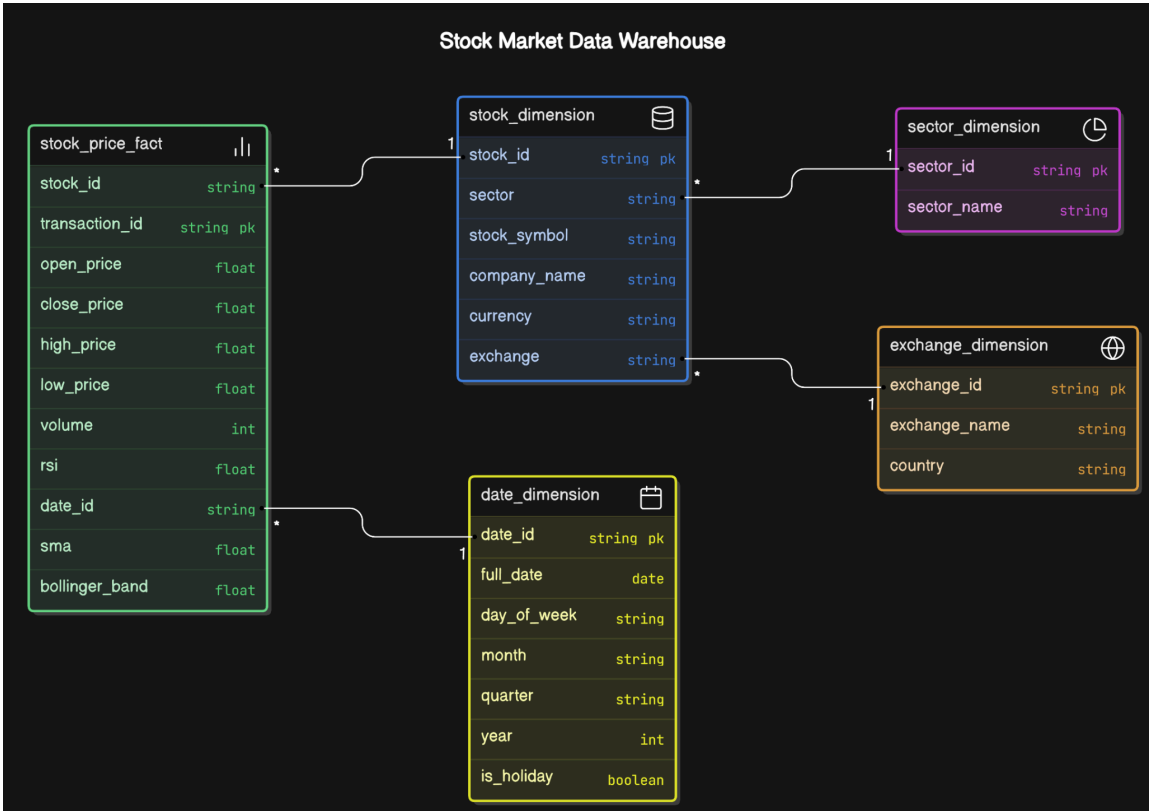 Stock Market Data Warehouse
stock_price_fact
stock_id string
transaction_id string pk
open_price float
close_price float
high_price float
low_price float
volume int
rsi float
date_id string
sma float
bollinger_band float
*
*
1
stock_dimension
stock_id string pk
sector string
stock_symbol string
company_name string
currency string
exchange string
*
*
1
sector_dimension
sector_id string pk
sector_name string
1
exchange_dimension
exchange_id string pk
exchange_name string
country string
1
date_dimension
date_id string pk
full_date date
day_of_week string
month string
quarter string
year int
is_holiday boolean